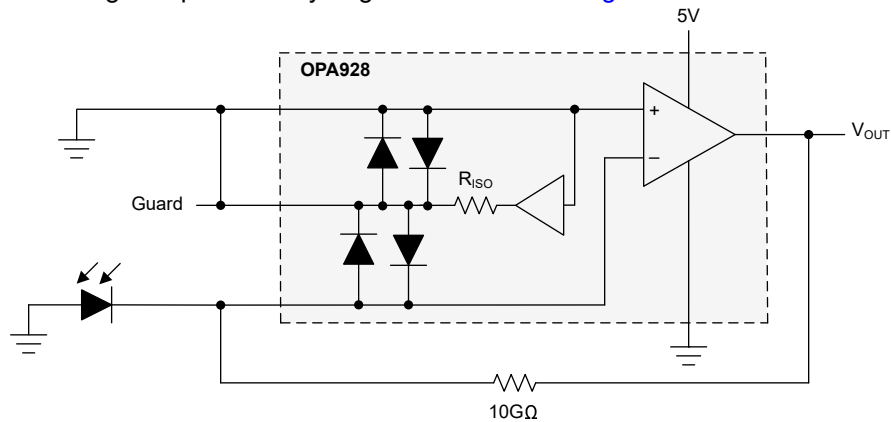 5V
OPA928
+
V_OUT
−
R_ISO
Guard
10GΩ